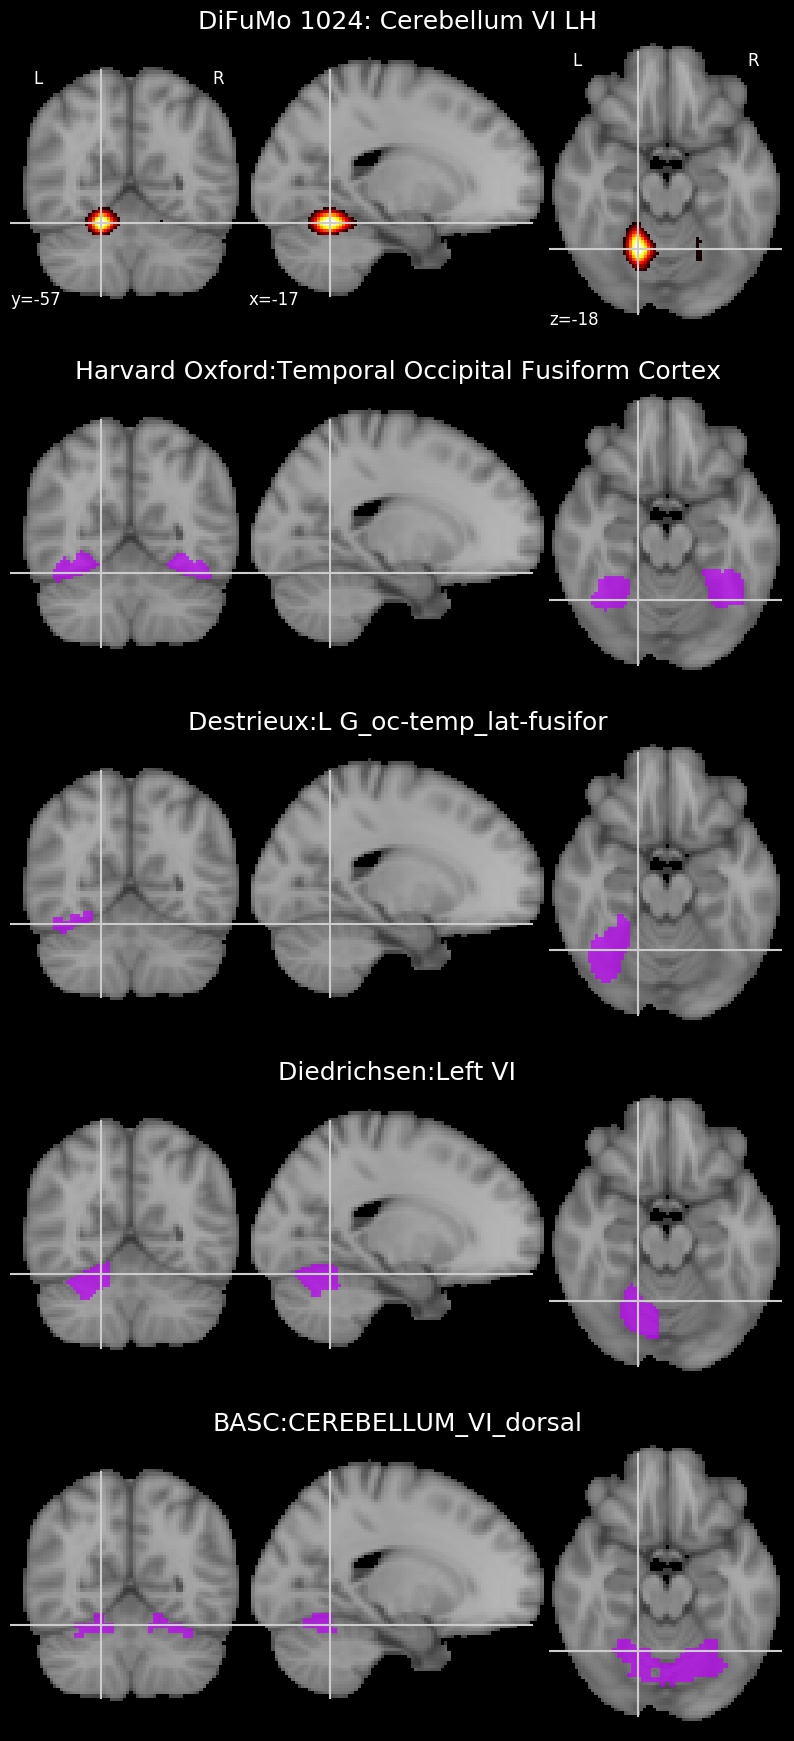 DiFuMo 1024: Cerebellum VI LH
L R L R
y=-57 x=-17 z=-18
Harvard Oxford:Temporal Occipital Fusiform Cortex
Destrieux:L G_oc-temp_lat-fusifor
Diedrichsen:Left VI
BASC:CEREBELLUM_VI_dorsal